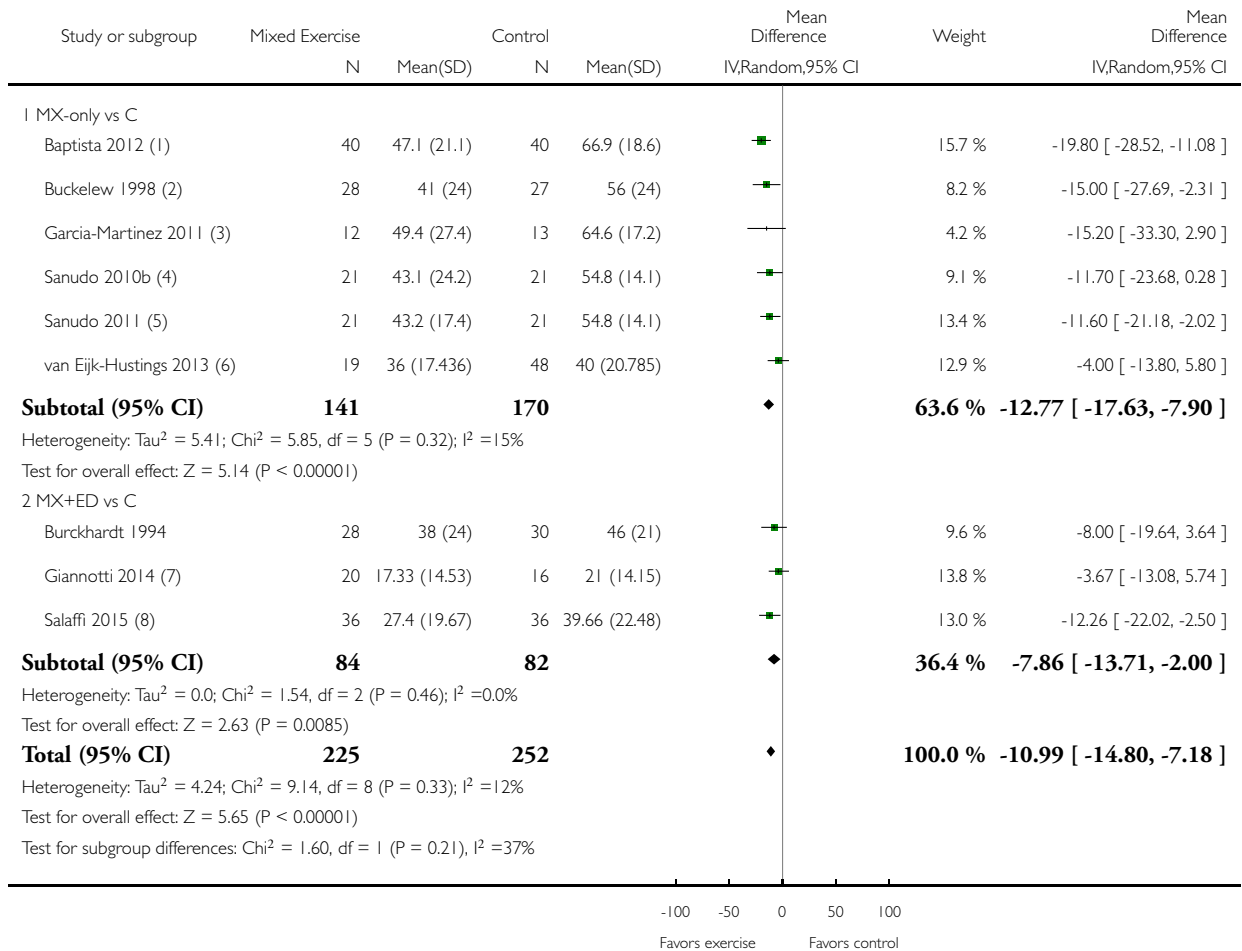 Study or subgroup Mixed Exercise Control Mean Difference Weight Mean Difference
N Mean(SD) N Mean(SD) IV,Random,95% CI IV,Random,95% CI
1 MX-only vs C
Baptista 2012 (1) 40 47.1 (21.1) 40 66.9 (18.6) 15.7 % -19.80 [ -28.52, -11.08 ]
Buckelew 1998 (2) 28 41 (24) 27 56 (24) 8.2 % -15.00 [ -27.69, -2.31 ]
Garcia-Martinez 2011 (3) 12 49.4 (27.4) 13 64.6 (17.2) 4.2 % -15.20 [ -33.30, 2.90 ]
Sanudo 2010b (4) 21 43.1 (24.2) 21 54.8 (14.1) 9.1 % -11.70 [ -23.68, 0.28 ]
Sanudo 2011 (5) 21 43.2 (17.4) 21 54.8 (14.1) 13.4 % -11.60 [ -21.18, -2.02 ]
van Eijk-Hustings 2013 (6) 19 36 (17.436) 48 40 (20.785) 12.9 % -4.00 [ -13.80, 5.80 ]
Subtotal (95% CI) 141 170 63.6 % -12.77 [ -17.63, -7.90 ]
Heterogeneity: Tau² = 5.41; Chi² = 5.85, df = 5 (P = 0.32); I² =15%
Test for overall effect: Z = 5.14 (P < 0.00001)
2 MX+ED vs C
Burckhardt 1994 28 38 (24) 30 46 (21) 9.6 % -8.00 [ -19.64, 3.64 ]
Giannotti 2014 (7) 20 17.33 (14.53) 16 21 (14.15) 13.8 % -3.67 [ -13.08, 5.74 ]
Salaffi 2015 (8) 36 27.4 (19.67) 36 39.66 (22.48) 13.0 % -12.26 [ -22.02, -2.50 ]
Subtotal (95% CI) 84 82 36.4 % -7.86 [ -13.71, -2.00 ]
Heterogeneity: Tau² = 0.0; Chi² = 1.54, df = 2 (P = 0.46); I² =0.0%
Test for overall effect: Z = 2.63 (P = 0.0085)
Total (95% CI) 225 252 100.0 % -10.99 [ -14.80, -7.18 ]
Heterogeneity: Tau² = 4.24; Chi² = 9.14, df = 8 (P = 0.33); I² =12%
Test for overall effect: Z = 5.65 (P < 0.00001)
Test for subgroup differences: Chi² = 1.60, df = 1 (P = 0.21), I² =37%
-100 -50 0 50 100
Favors exercise Favors control